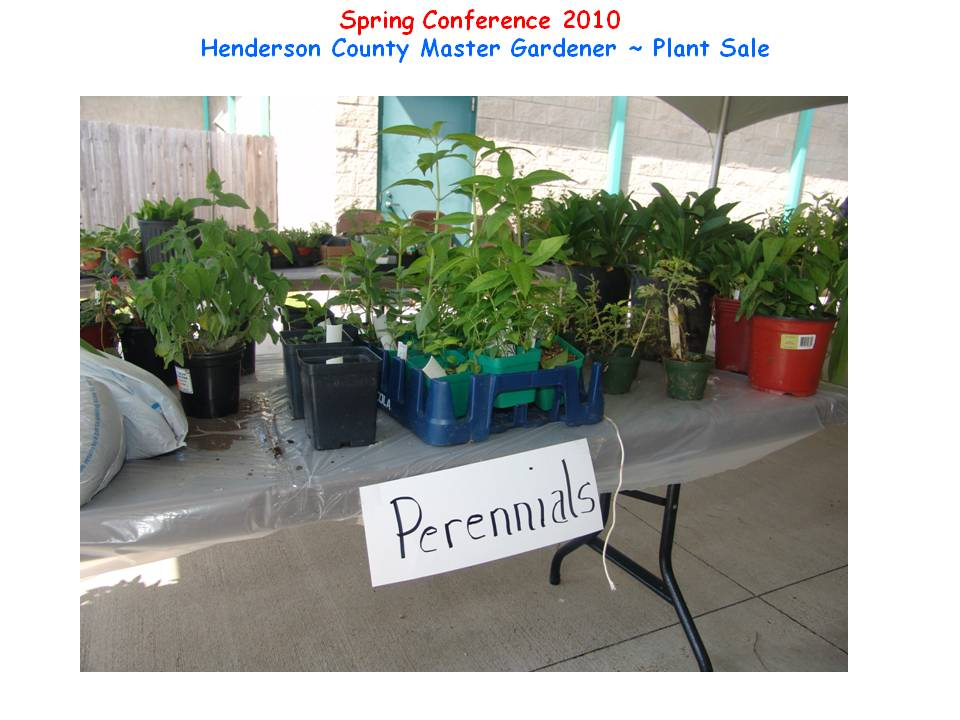 Spring Conference 2010
Henderson County Master Gardener ~ Plant Sale
Perennials